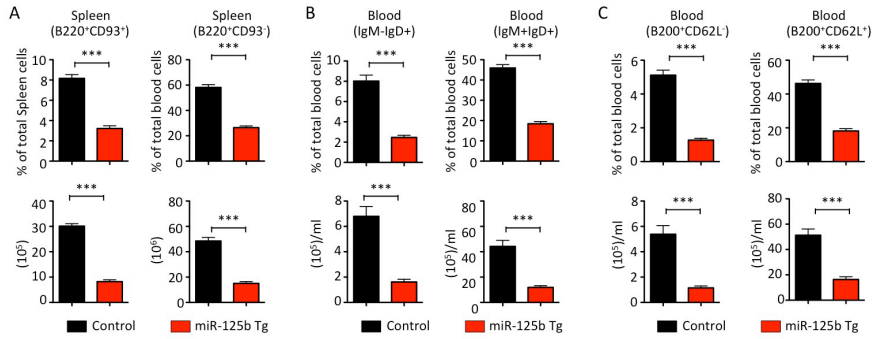 A
Spleen
(B220⁺CD93⁺)
Spleen
(B220⁺CD93⁻)
B
Blood
(IgM-IgD+)
Blood
(IgM+IgD+)
C
Blood
(B200⁺CD62L⁻)
Blood
(B200⁺CD62L⁺)
% of total Spleen cells
10
8
6
4
2
0
***
% of total blood cells
80
60
40
20
0
***
% of total blood cells
10
8
6
4
2
0
***
% of total blood cells
50
40
30
20
10
0
***
% of total blood cells
6
4
2
0
***
% of total blood cells
60
40
20
0
***
(10⁵)
40
30
20
10
0
***
(10⁶)
80
60
40
20
0
***
(10⁵)/ml
8
6
4
2
0
***
(10⁵)/ml
80
60
40
20
0
***
(10⁵)/ml
8
6
4
2
0
***
(10⁵)/ml
80
60
40
20
0
***
Control
miR-125b Tg
Control
miR-125b Tg
Control
miR-125b Tg